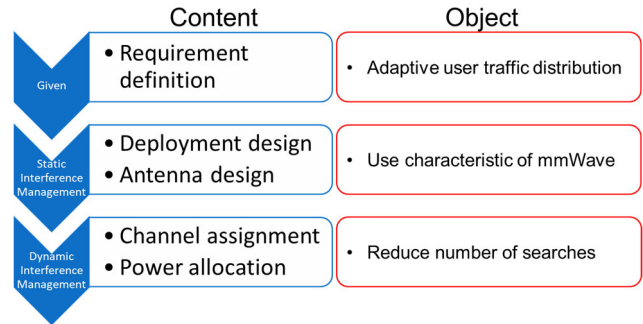 Content
Object
Given
• Requirement
definition
• Adaptive user traffic distribution
Static
Interference
Management
• Deployment design
• Antenna design
• Use characteristic of mmWave
Dynamic
Interference
Management
• Channel assignment
• Power allocation
• Reduce number of searches